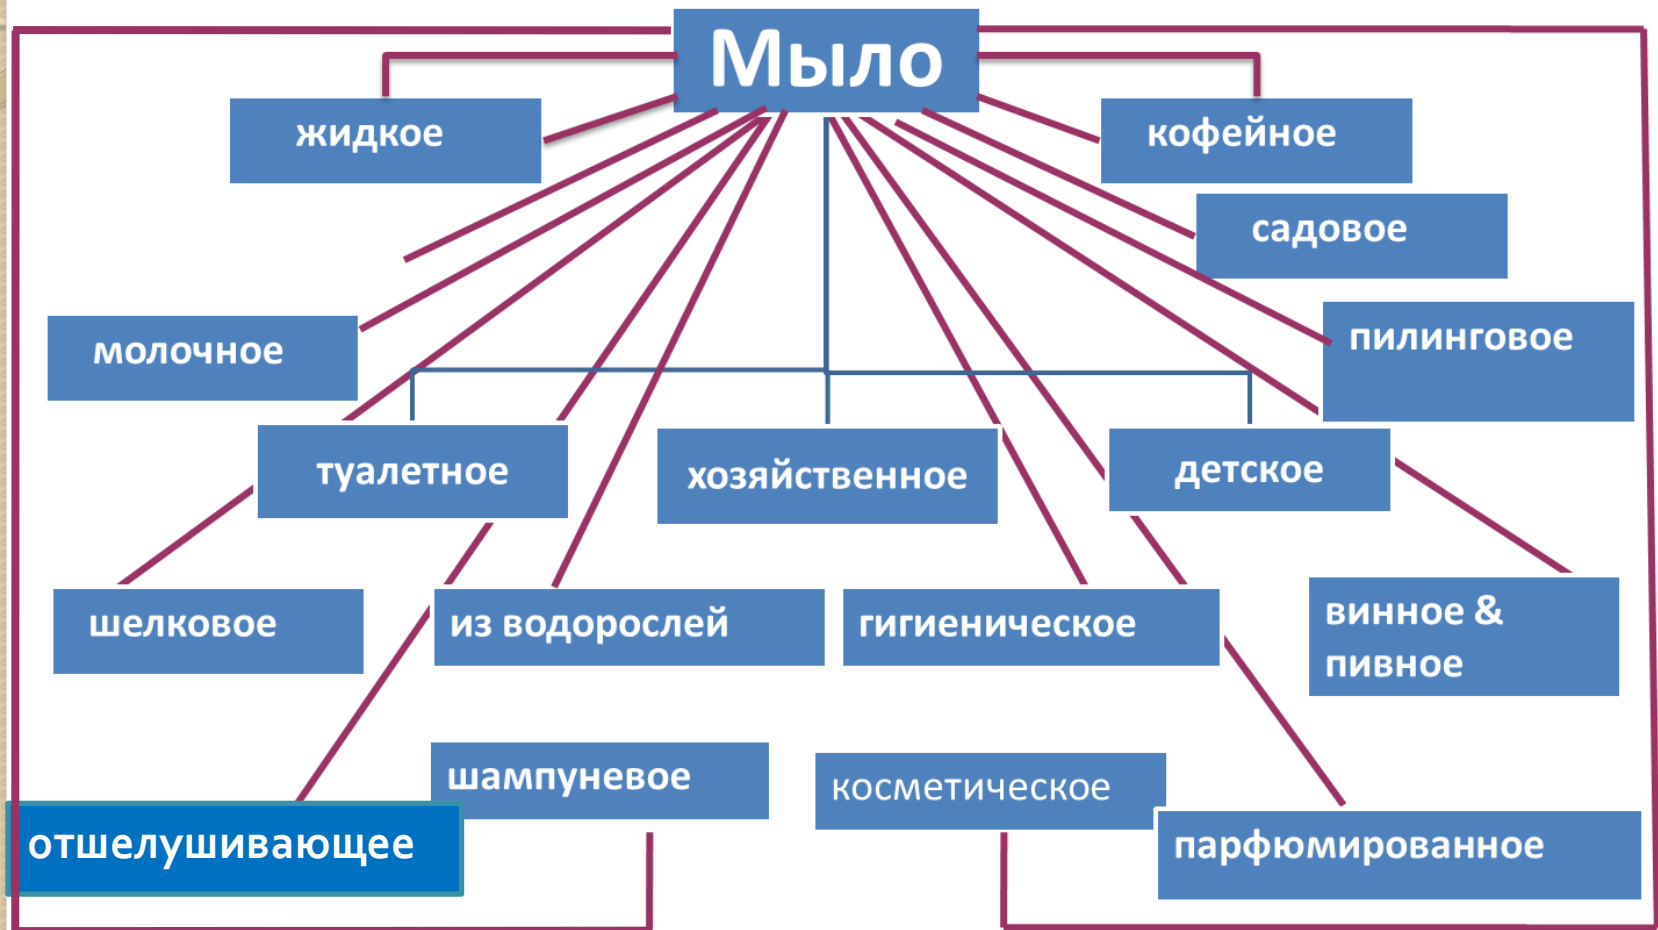 Мыло
жидкое
кофейное
садовое
молочное
пилинговое
туалетное
хозяйственное
детское
шелковое
из водорослей
гигиеническое
винное &
пивное
шампуневое
косметическое
отшелушивающее
парфюмированное